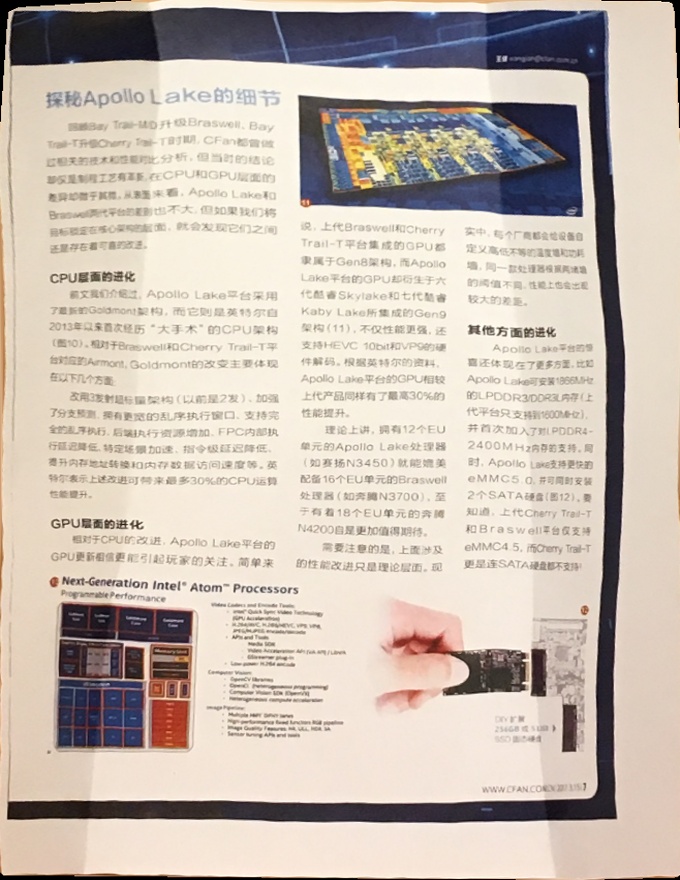 王健 xiongjian@cfan.com.cn
探秘Apollo Lake的细节
回顾Bay Trail-M/D升级Braswell、Bay
Trail-T升级Cherry Trail-T时期，CFan都曾做
过相关的技术和性能对比分析，但当时的结论
却仅是制程工艺有革新，在CPU和GPU层面的
差异却微乎其微。从表面来看，Apollo Lake和
Braswell两代平台的差别也不大，但如果我们将
目标锁定在核心架构的层面，就会发现它们之间
还是存在着可喜的改进。
CPU层面的进化
前文我们介绍过，Apollo Lake平台采用
了最新的Goldmont架构，而它则是英特尔自
2013年以来首次经历“大手术”的CPU架构
（图10）。相对于Braswell和Cherry Trail-T平
台对应的Airmont，Goldmont的改变主要体现
在以下几个方面：
改用3发射超标量架构（以前是2发），加强
了分支预测，拥有更宽的乱序执行窗口，支持完
全的乱序执行，后端执行资源增加，FPC内部执
行延迟降低，特定场景加速，指令级延迟降低，
提升内存地址转换和内存数据访问速度等。英
特尔表示上述改进可带来最多30%的CPU运算
性能提升。
GPU层面的进化
相对于CPU的改进，Apollo Lake平台的
GPU更新相信更能引起玩家的关注。简单来
11
说，上代Braswell和Cherry
Trail-T平台集成的GPU都
隶属于Gen8架构，而Apollo
Lake平台的GPU却衍生于六
代酷睿Skylake和七代酷睿
Kaby Lake所集成的Gen9
架构（11），不仅性能更强，还
支持HEVC 10bit和VP9的硬
件解码。根据英特尔的资料，
Apollo Lake平台的GPU相较
上代产品同样有了最高30%的
性能提升。
理论上讲，拥有12个EU
单元的Apollo Lake处理器
（如赛扬N3450）就能媲美
配备16个EU单元的Braswell
处理器（如奔腾N3700），至
于有着18个EU单元的奔腾
N4200自是更加值得期待。
需要注意的是，上面涉及
的性能改进只是理论层面。现
实中，每个厂商都会给设备自
定义高低不等的温度墙和功耗
墙，同一款处理器根据两堵墙
的阈值不同，性能上也会出现
较大的差距。
其他方面的进化
Apollo Lake平台的惊
喜还体现在了更多方面，比如
Apollo Lake可安装1866MHz
的LPDDR3/DDR3L内存（上
代平台只支持到1600MHz），
并首次加入了对LPDDR4-
2400MHz内存的支持。同
时，Apollo Lake支持更快的
eMMC5.0，并可同时安装
2个SATA硬盘（图12）。要
知道，上代Cherry Trail-T
和Braswell平台仅支持
eMMC4.5，而Cherry Trail-T
更是连SATA硬盘都不支持！
10 Next-Generation Intel® Atom™ Processors
Programmable Performance
Video Codecs and Encode Tools:
Intel® Quick Sync Video Technology
(GPU Acceleration)
H.264/AVC, H.265/HEVC, VP8, VP9,
JPEG/MJPEG encode/decode
APIs and Tools
Media SDK
Video Acceleration API (VA API) / LibVA
GStreamer plug-in
Low-power H.264 encode
Computer Vision:
OpenCV libraries
OpenCL (heterogeneous programming)
Computer Vision SDK (OpenVX)
Heterogeneous compute acceleration
Image Pipeline:
Multiple MIPI DPHY lanes
High-performance fixed function RGB pipeline
Image Quality Features
Sensor tuning APIs and tools
12
DIY扩展
256GB或512GB
SSD固态硬盘
WWW.CFAN.COM.CN 2017.3.15 7